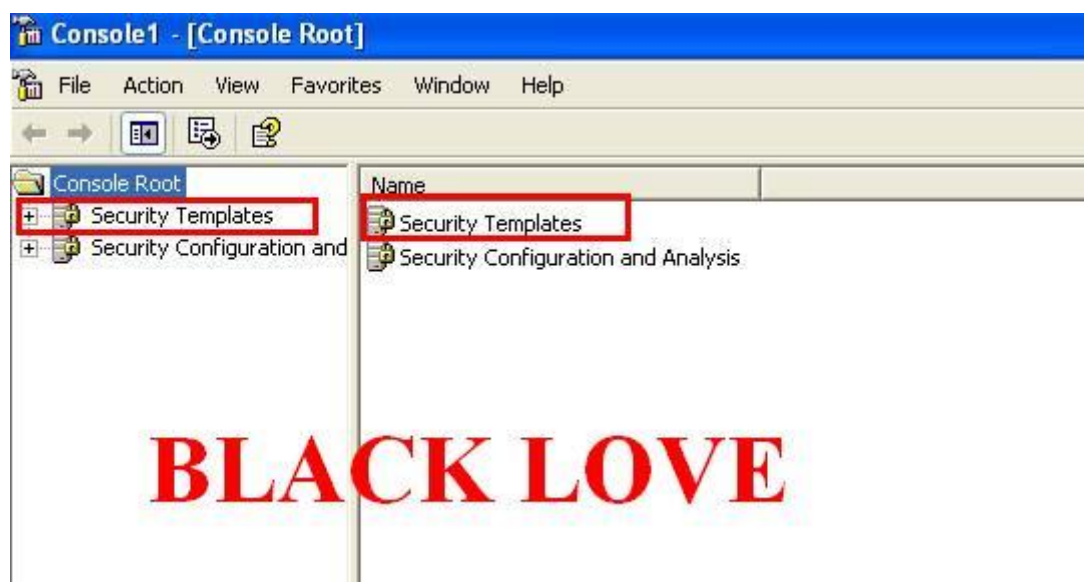 Console1 - [Console Root]
File Action View Favorites Window Help
Console Root
Security Templates
Security Configuration and
Name
Security Templates
Security Configuration and Analysis
BLACK LOVE